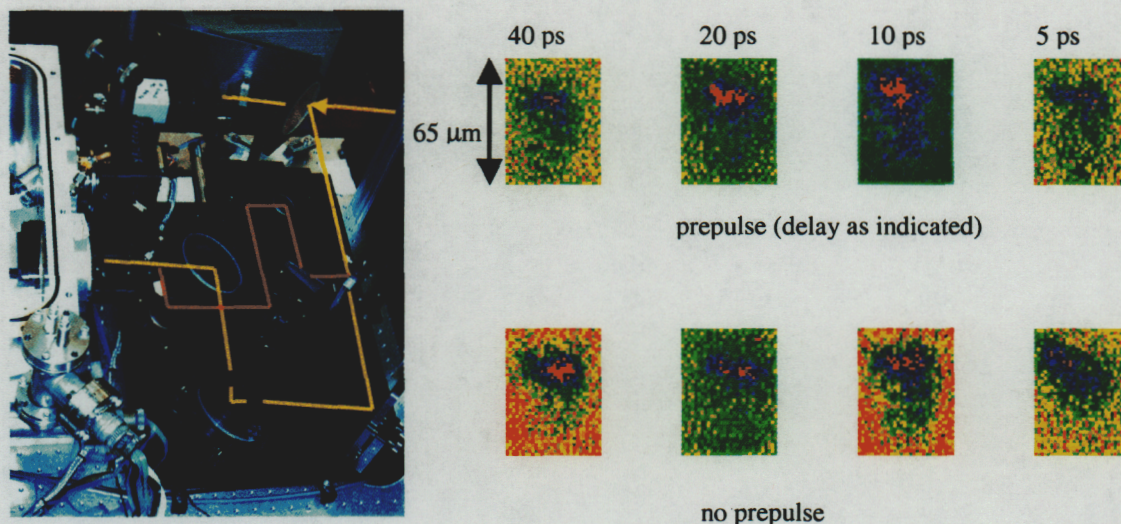 40 ps
20 ps
10 ps
5 ps
65 μm
prepulse (delay as indicated)
no prepulse